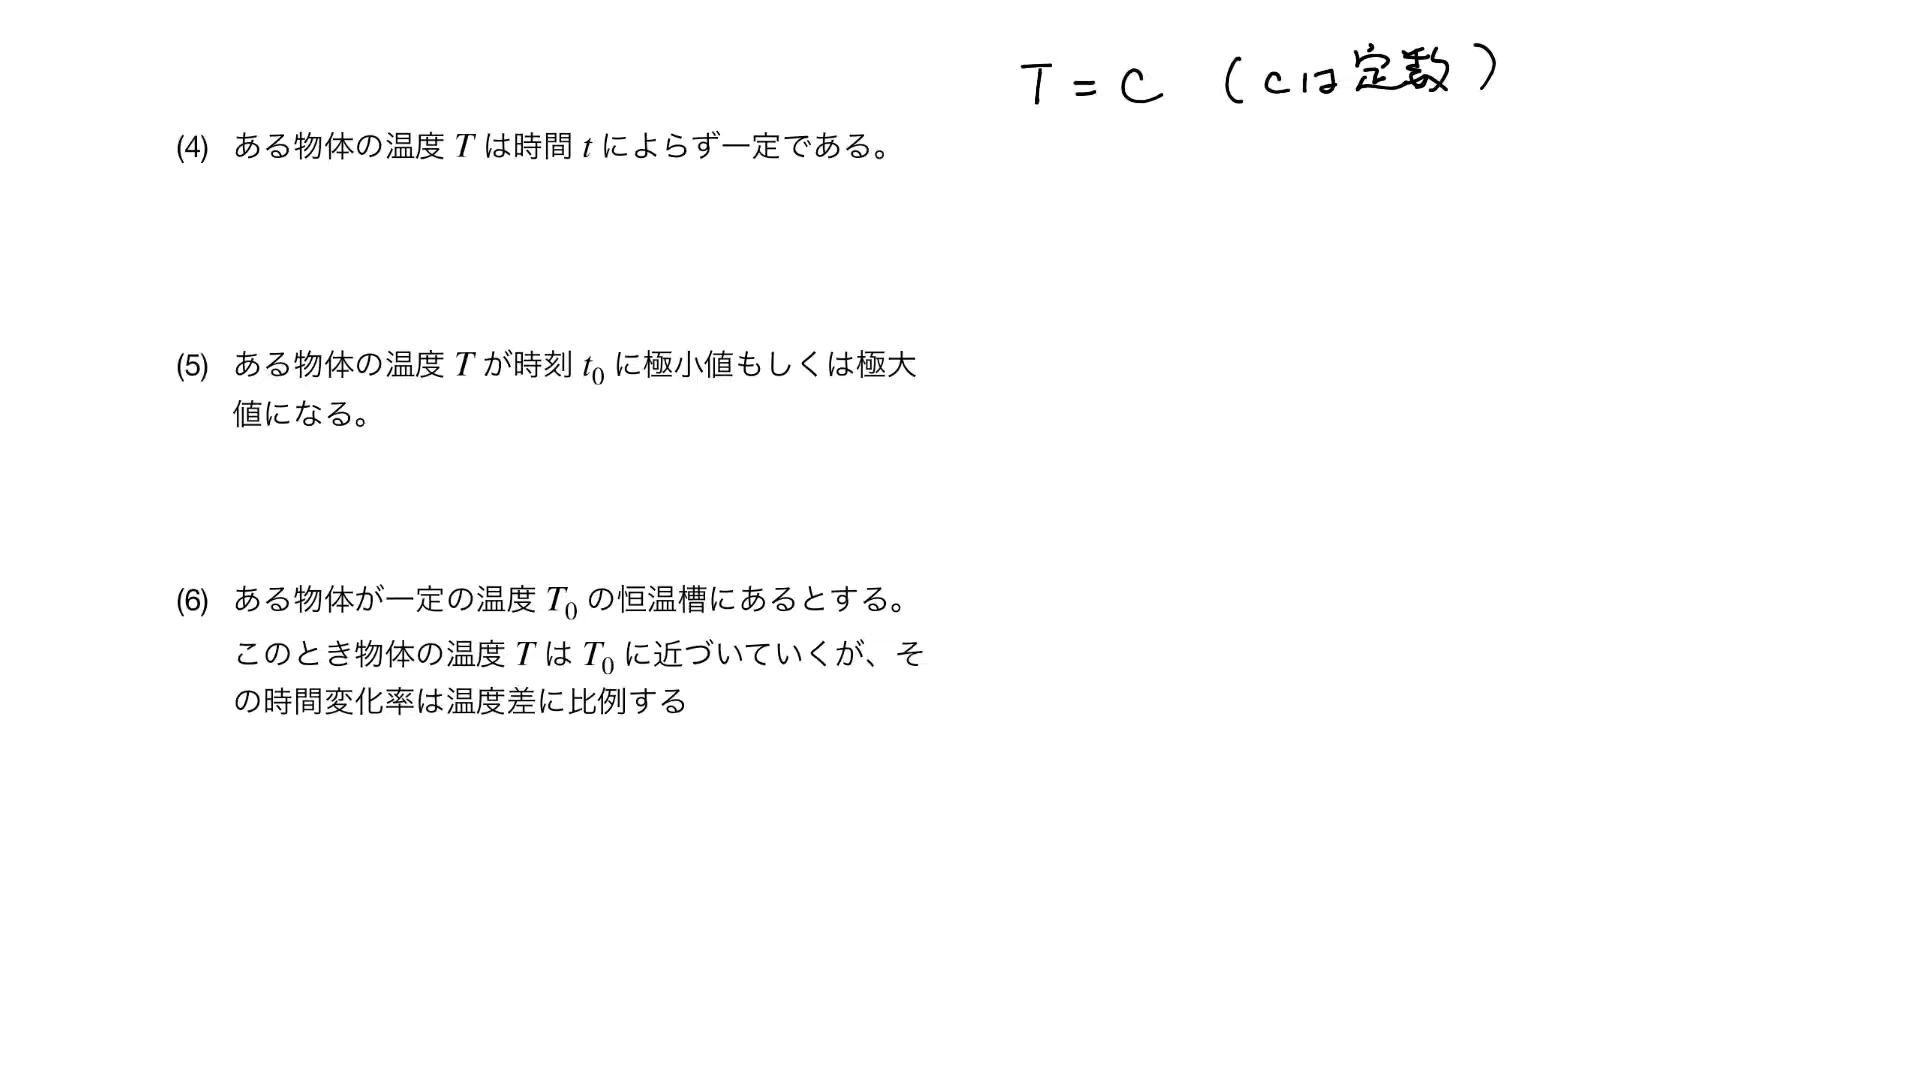 T = C (cは定数)
(4) ある物体の温度 T は時間 t によらず一定である。
(5) ある物体の温度 T が時刻 t₀ に極小値もしくは極大
値になる。
(6) ある物体が一定の温度 T₀ の恒温槽にあるとする。
このとき物体の温度 T は T₀ に近づいていくが、そ
の時間変化率は温度差に比例する